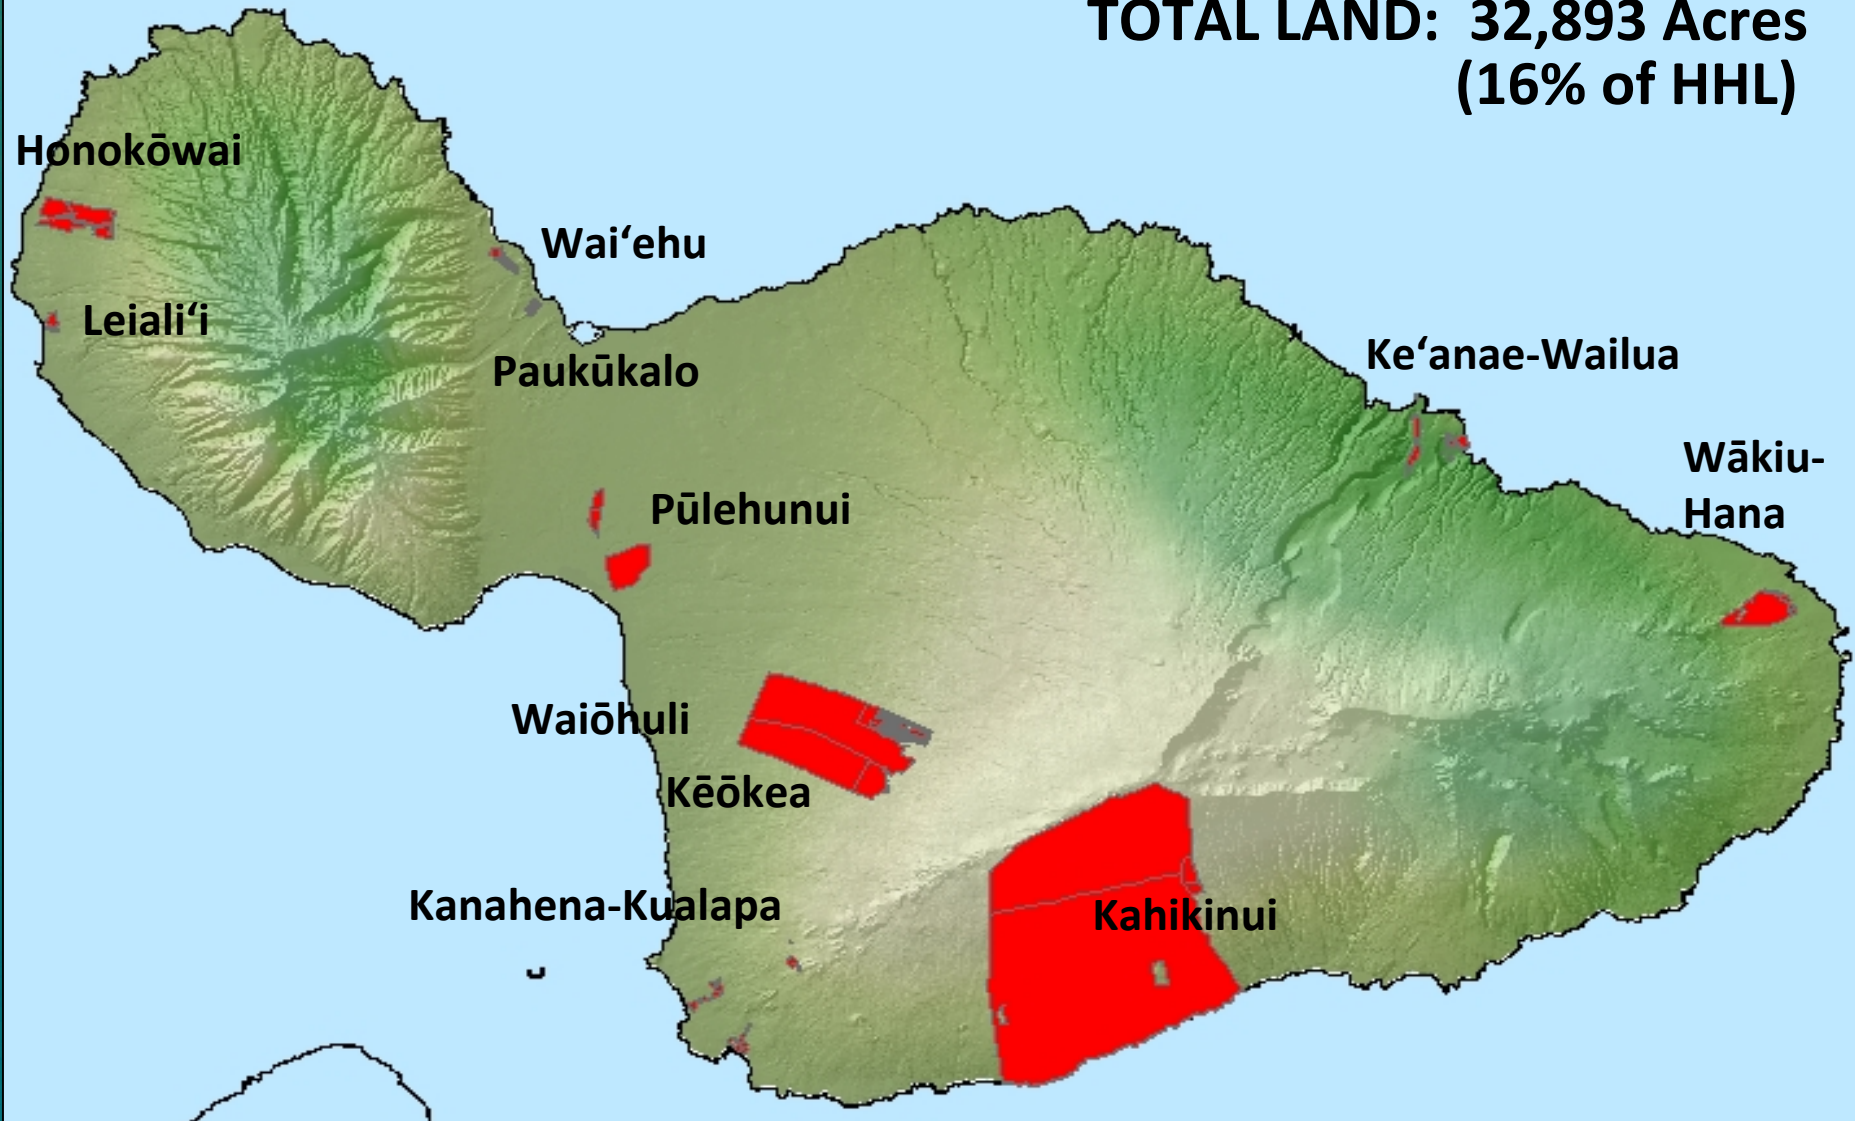 TOTAL LAND: 32,893 Acres
(16% of HHL)
Honokōwai
Waiʻehu
Leialiʻi
Keʻanae-Wailua
Paukūkalo
Wākiu-
Hana
Pūlehunui
Waiōhuli
Kēōkea
Kanahena-Kualapa
Kahikinui